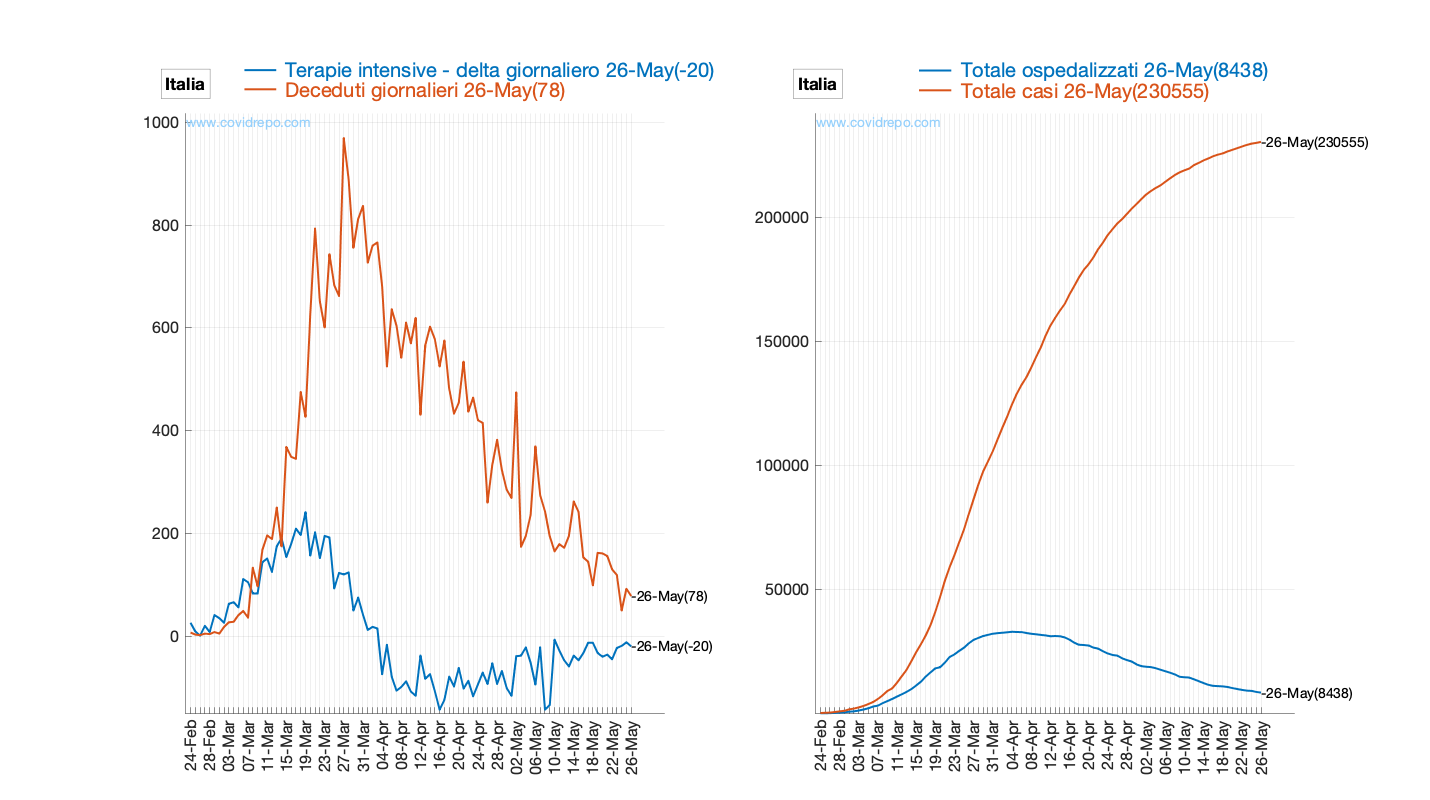 Italia
Terapie intensive - delta giornaliero 26-May(-20)
Deceduti giornalieri 26-May(78)
www.covidrepo.com
1000
800
600
400
200
0
-26-May(78)
-26-May(-20)
24-Feb
28-Feb
03-Mar
07-Mar
11-Mar
15-Mar
19-Mar
23-Mar
27-Mar
31-Mar
04-Apr
08-Apr
12-Apr
16-Apr
20-Apr
24-Apr
28-Apr
02-May
06-May
10-May
14-May
18-May
22-May
26-May
Italia
Totale ospedalizzati 26-May(8438)
Totale casi 26-May(230555)
www.covidrepo.com
200000
150000
100000
50000
-26-May(230555)
-26-May(8438)
24-Feb
28-Feb
03-Mar
07-Mar
11-Mar
15-Mar
19-Mar
23-Mar
27-Mar
31-Mar
04-Apr
08-Apr
12-Apr
16-Apr
20-Apr
24-Apr
28-Apr
02-May
06-May
10-May
14-May
18-May
22-May
26-May